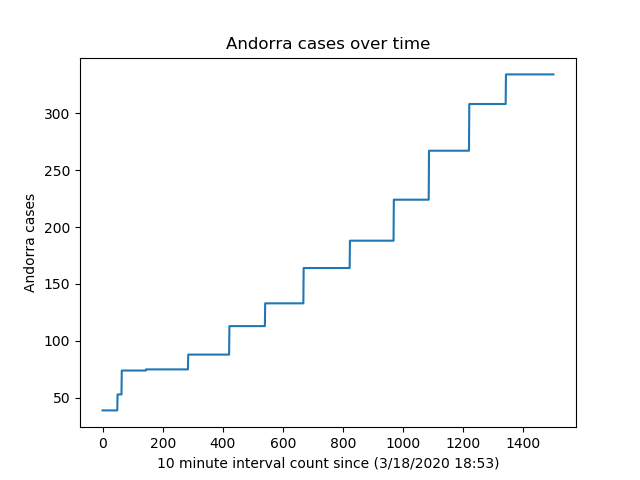 Andorra cases over time
300
250
200
150
100
50
Andorra cases
0 200 400 600 800 1000 1200 1400
10 minute interval count since (3/18/2020 18:53)